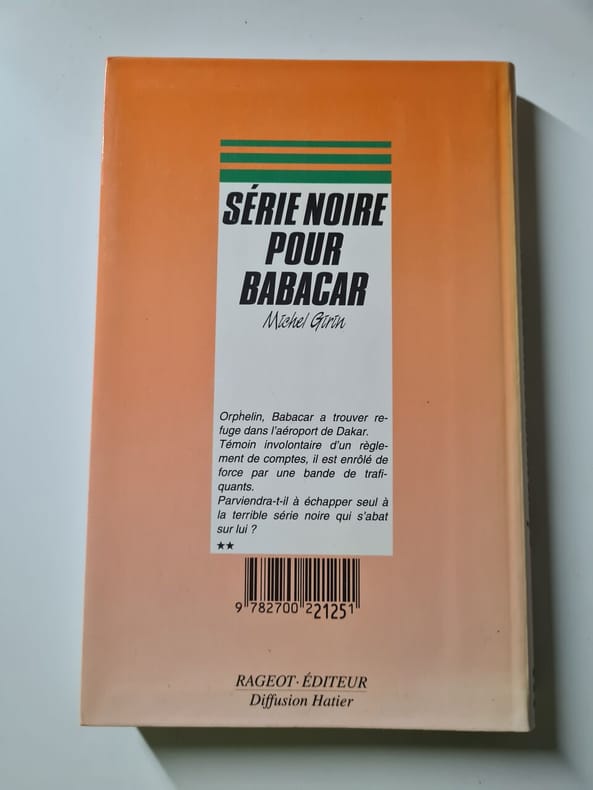 SÉRIE NOIRE
POUR
BABACAR
Michel Girin
Orphelin, Babacar a trouver re-
fuge dans l'aéroport de Dakar.
Témoin involontaire d'un règle-
ment de comptes, il est enrôlé de
force par une bande de trafi-
quants.
Parviendra-t-il à échapper seul à
la terrible série noire qui s'abat
sur lui ?
★★
9 782700 221251
RAGEOT·ÉDITEUR
Diffusion Hatier